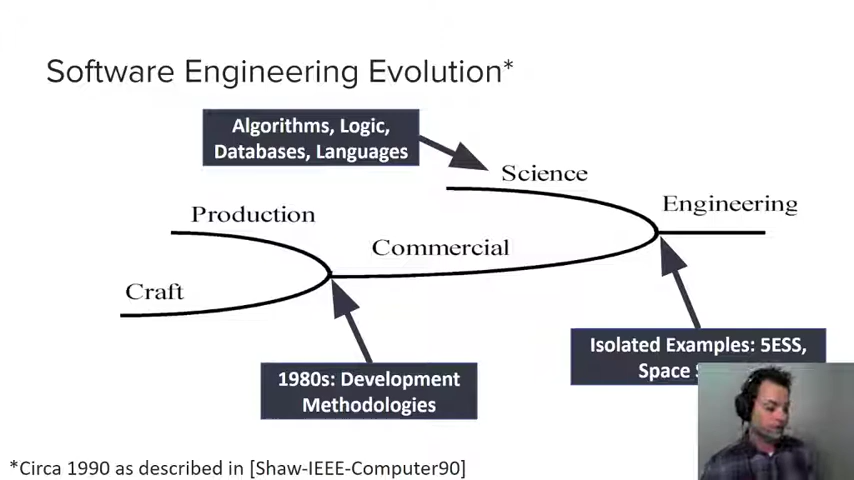 Software Engineering Evolution*
Algorithms, Logic,
Databases, Languages
Science
Engineering
Production
Commercial
Craft
Isolated Examples: 5ESS,
Space
1980s: Development
Methodologies
*Circa 1990 as described in [Shaw-IEEE-Computer90]